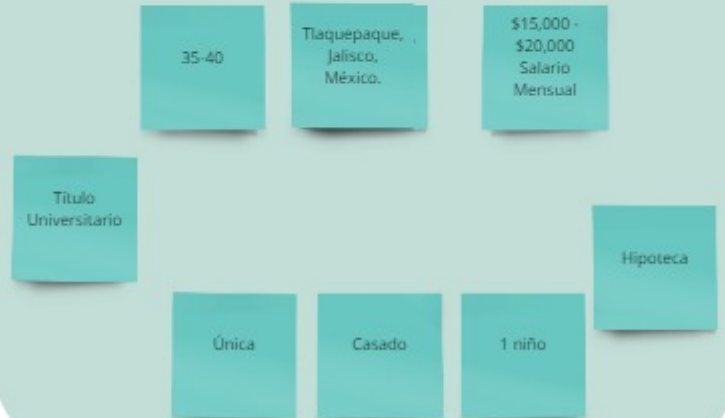 35-40
Tlaquepaque,
Jalisco,
México.
$15,000 -
$20,000
Salario
Mensual
Título
Universitario
Hipoteca
Única
Casado
1 niño